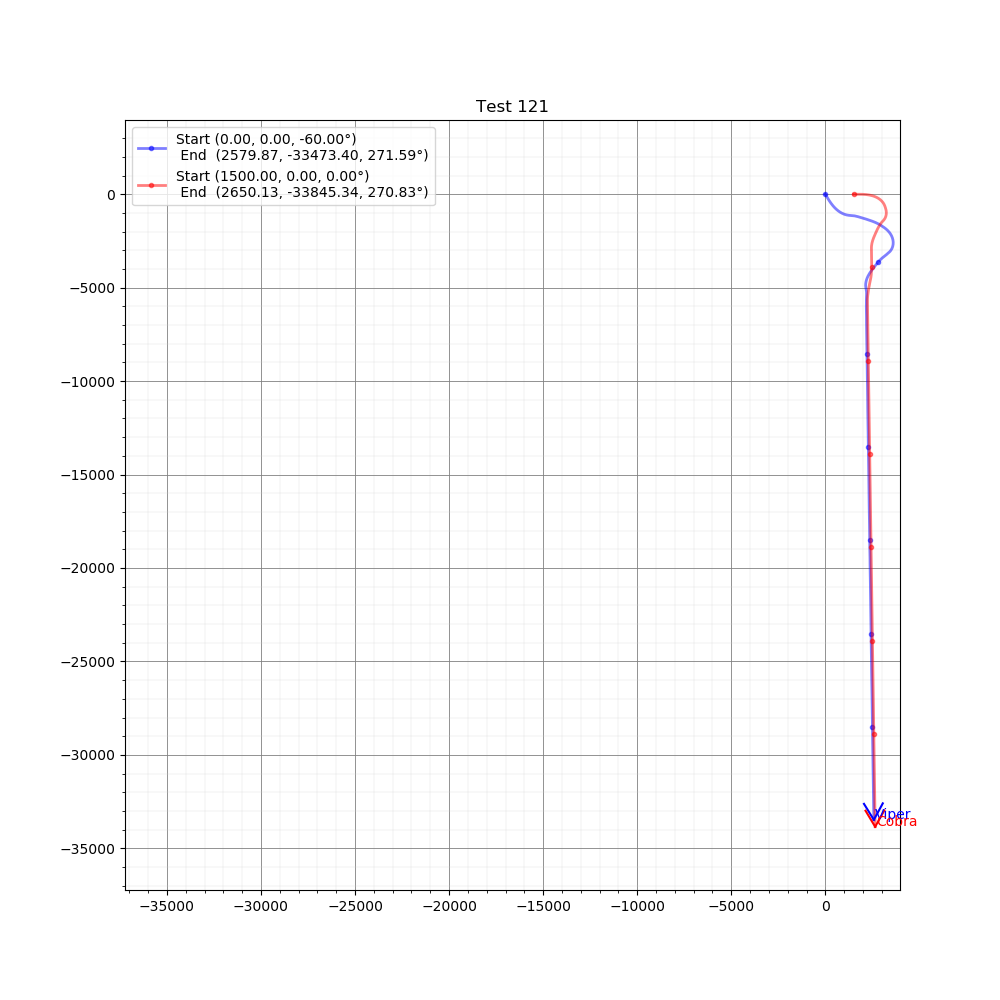 Test 121
Start (0.00, 0.00, -60.00°)
End  (2579.87, -33473.40, 271.59°)
Start (1500.00, 0.00, 0.00°)
End  (2650.13, -33845.34, 270.83°)
0
−5000
−10000
−15000
−20000
−25000
−30000
−35000
Viper
Cobra
−35000 −30000 −25000 −20000 −15000 −10000 −5000 0